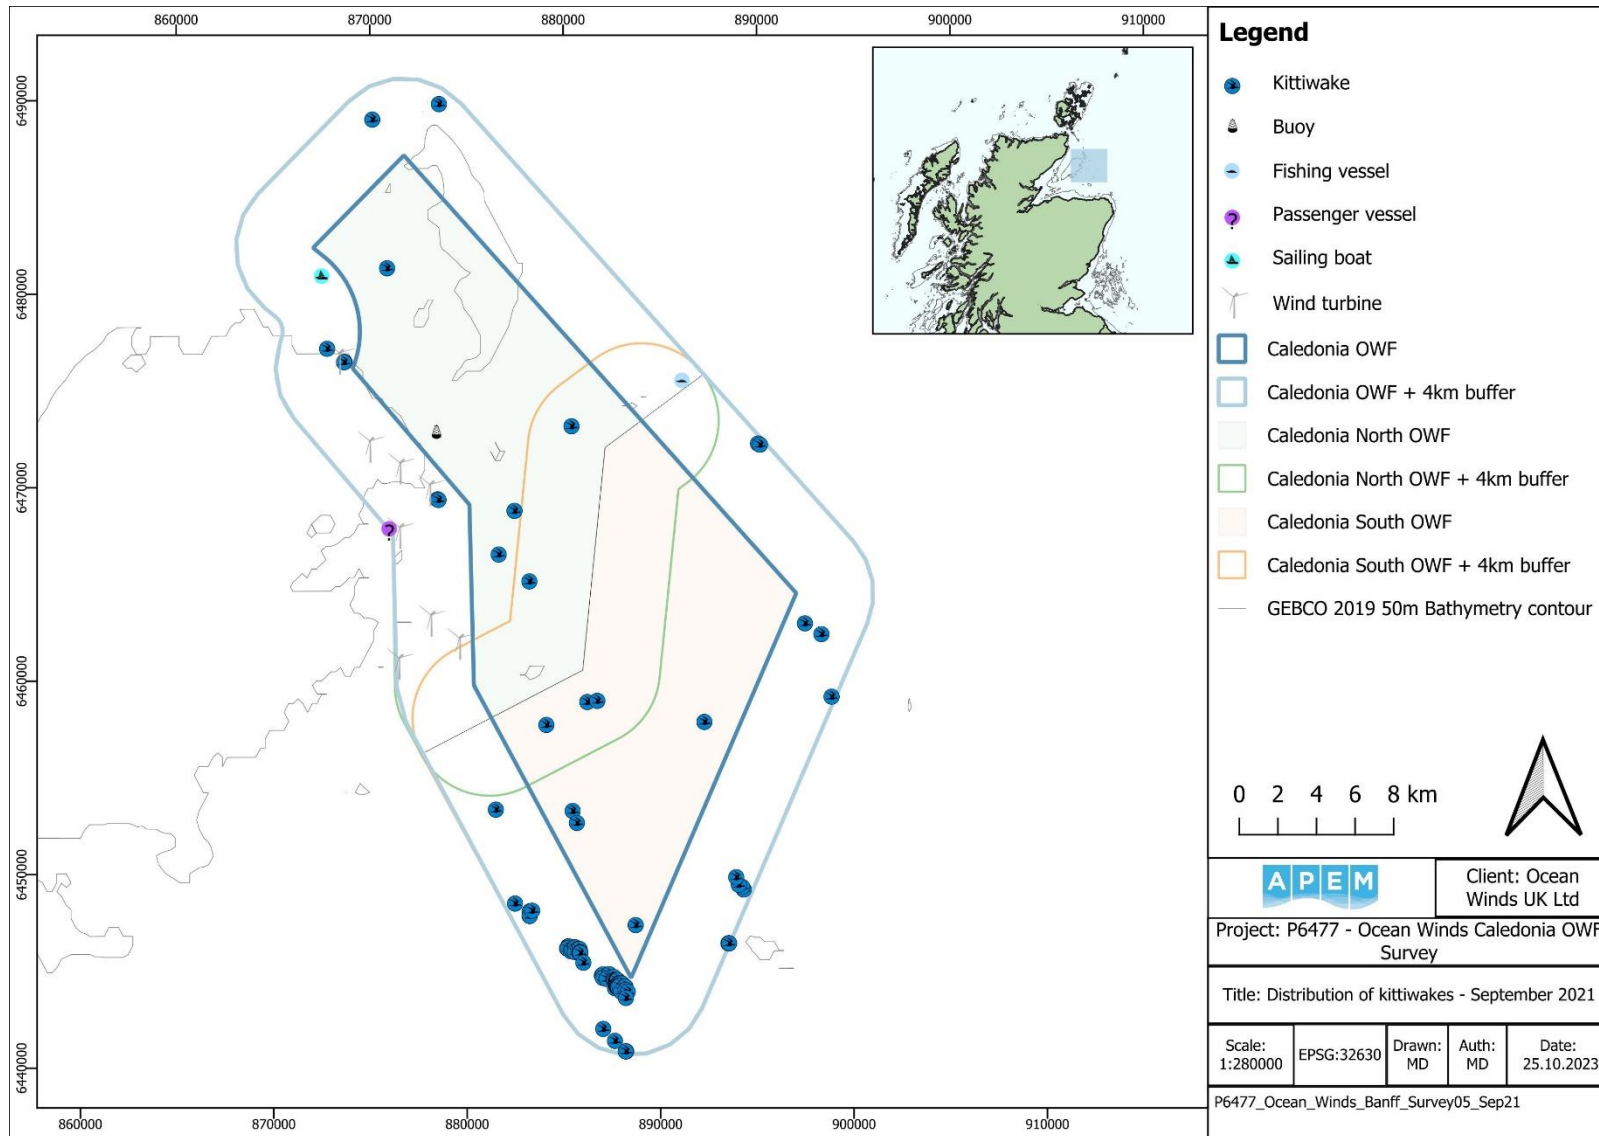 860000 870000 880000 890000 900000 910000
6490000
6480000
6470000
6460000
6450000
6440000
860000 870000 880000 890000 900000 910000
Legend
Kittiwake
Buoy
Fishing vessel
Passenger vessel
Sailing boat
Wind turbine
Caledonia OWF
Caledonia OWF + 4km buffer
Caledonia North OWF
Caledonia North OWF + 4km buffer
Caledonia South OWF
Caledonia South OWF + 4km buffer
GEBCO 2019 50m Bathymetry contour
0 2 4 6 8 km
APEM
Client: Ocean
Winds UK Ltd
Project: P6477 - Ocean Winds Caledonia OWF
Survey
Title: Distribution of kittiwakes - September 2021
Scale:
1:280000
EPSG:32630
Drawn:
MD
Auth:
MD
Date:
25.10.2023
P6477_Ocean_Winds_Banff_Survey05_Sep21